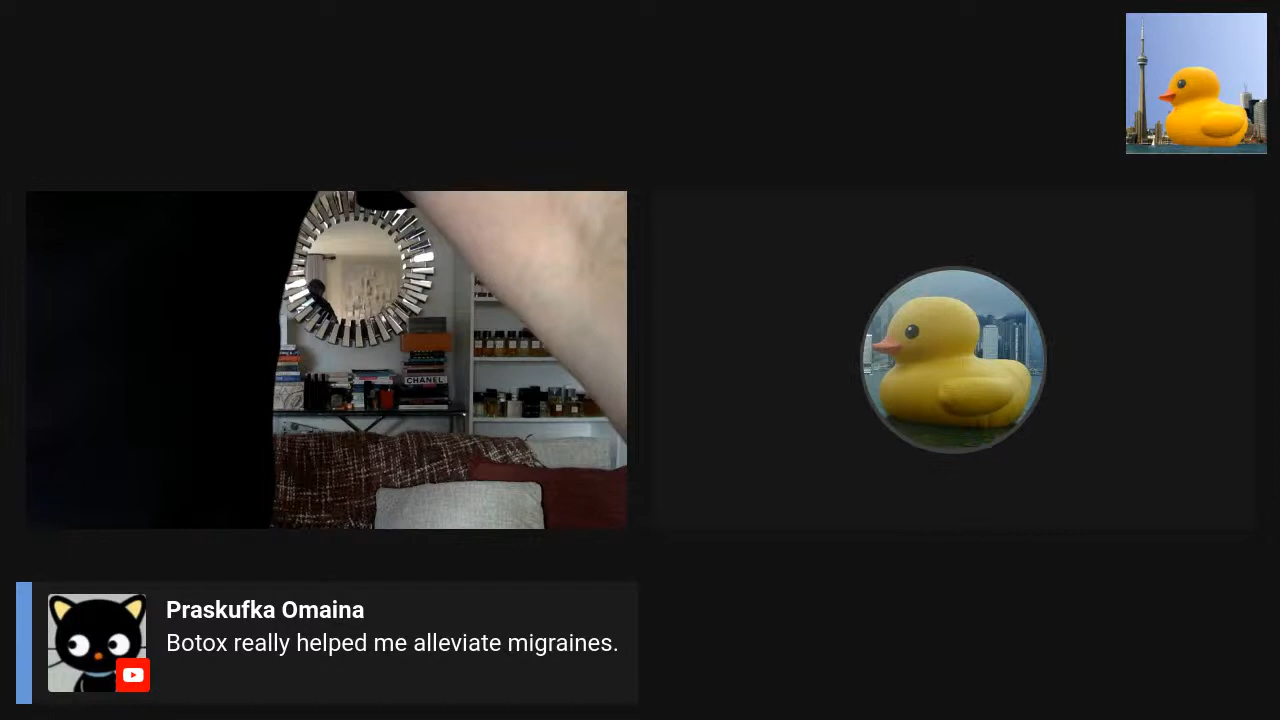 CHANEL
Praskufka Omaina
Botox really helped me alleviate migraines.